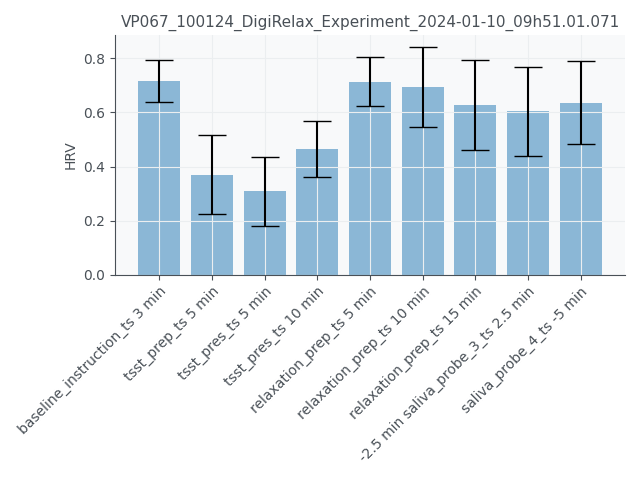 VP067_100124_DigiRelax_Experiment_2024-01-10_09h51.01.071
HRV
0.8
0.6
0.4
0.2
0.0
baseline_instruction_ts 3 min
tsst_prep_ts 5 min
tsst_pres_ts 5 min
tsst_pres_ts 10 min
relaxation_prep_ts 5 min
relaxation_prep_ts 10 min
relaxation_prep_ts 15 min
-2.5 min saliva_probe_3_ts 2.5 min
saliva_probe_4_ts -5 min